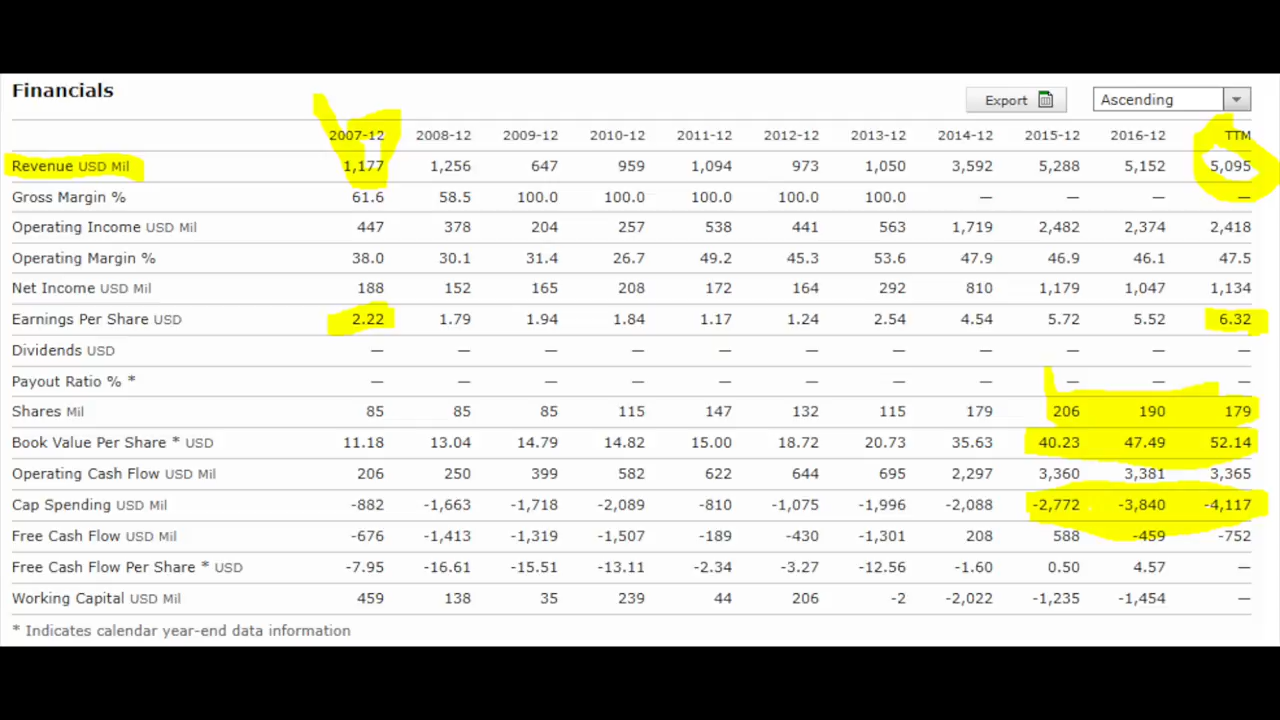 Financials
Export Ascending
2007-12 2008-12 2009-12 2010-12 2011-12 2012-12 2013-12 2014-12 2015-12 2016-12 TTM
Revenue USD Mil 1,177 1,256 647 959 1,094 973 1,050 3,592 5,288 5,152 5,095
Gross Margin % 61.6 58.5 100.0 100.0 100.0 100.0 100.0 — — — —
Operating Income USD Mil 447 378 204 257 538 441 563 1,719 2,482 2,374 2,418
Operating Margin % 38.0 30.1 31.4 26.7 49.2 45.3 53.6 47.9 46.9 46.1 47.5
Net Income USD Mil 188 152 165 208 172 164 292 810 1,179 1,047 1,134
Earnings Per Share USD 2.22 1.79 1.94 1.84 1.17 1.24 2.54 4.54 5.72 5.52 6.32
Dividends USD — — — — — — — — — — —
Payout Ratio % * — — — — — — — — — — —
Shares Mil 85 85 85 115 147 132 115 179 206 190 179
Book Value Per Share * USD 11.18 13.04 14.79 14.82 15.00 18.72 20.73 35.63 40.23 47.49 52.14
Operating Cash Flow USD Mil 206 250 399 582 622 644 695 2,297 3,360 3,381 3,365
Cap Spending USD Mil -882 -1,663 -1,718 -2,089 -810 -1,075 -1,996 -2,088 -2,772 -3,840 -4,117
Free Cash Flow USD Mil -676 -1,413 -1,319 -1,507 -189 -430 -1,301 208 588 -459 -752
Free Cash Flow Per Share * USD -7.95 -16.61 -15.51 -13.11 -2.34 -3.27 -12.56 -1.60 0.50 4.57 —
Working Capital USD Mil 459 138 35 239 44 206 -2 -2,022 -1,235 -1,454 —
* Indicates calendar year-end data information